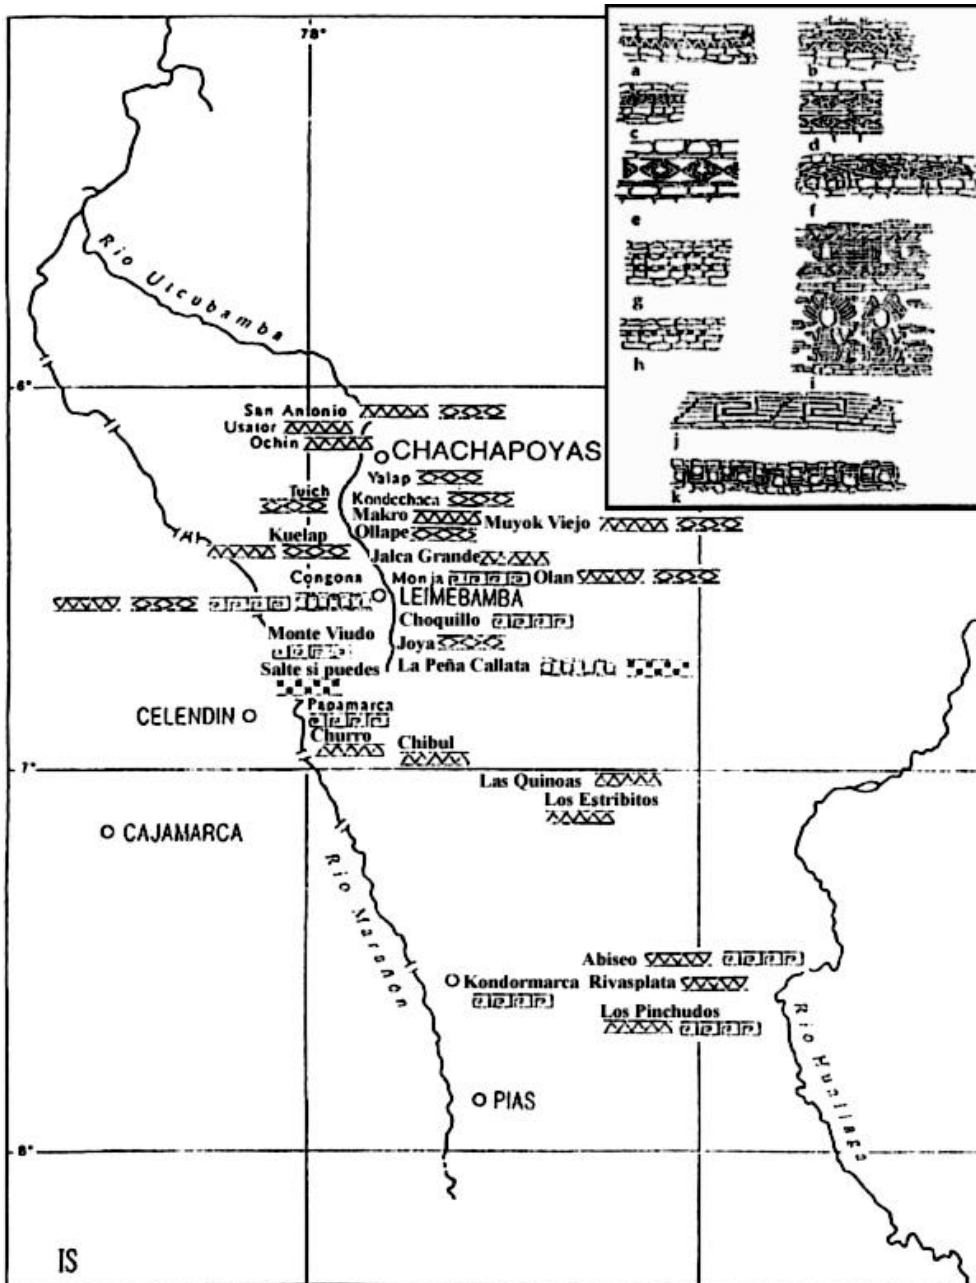 78°
a
b
c
d
e
f
g
h
i
j
k
Rio Utcubamba
6°
San Antonio
Usator
Ochin
CHACHAPOYAS
Yalap
Tuich
Kondechaca
Makro
Muyok Viejo
Ollape
Kuelap
Jalca Grande
Congona
Monja
Olan
LEIMEBAMBA
Choquillo
Monte Viudo
Joya
Salte si puedes
La Peña Callata
Papamarca
CELENDIN
Churro
Chibul
7°
Las Quinoas
Los Estribitos
CAJAMARCA
Rio Marañón
Abiseo
Kondormarca
Rivasplata
Los Pinchudos
Rio Huallaga
PIAS
8°
IS